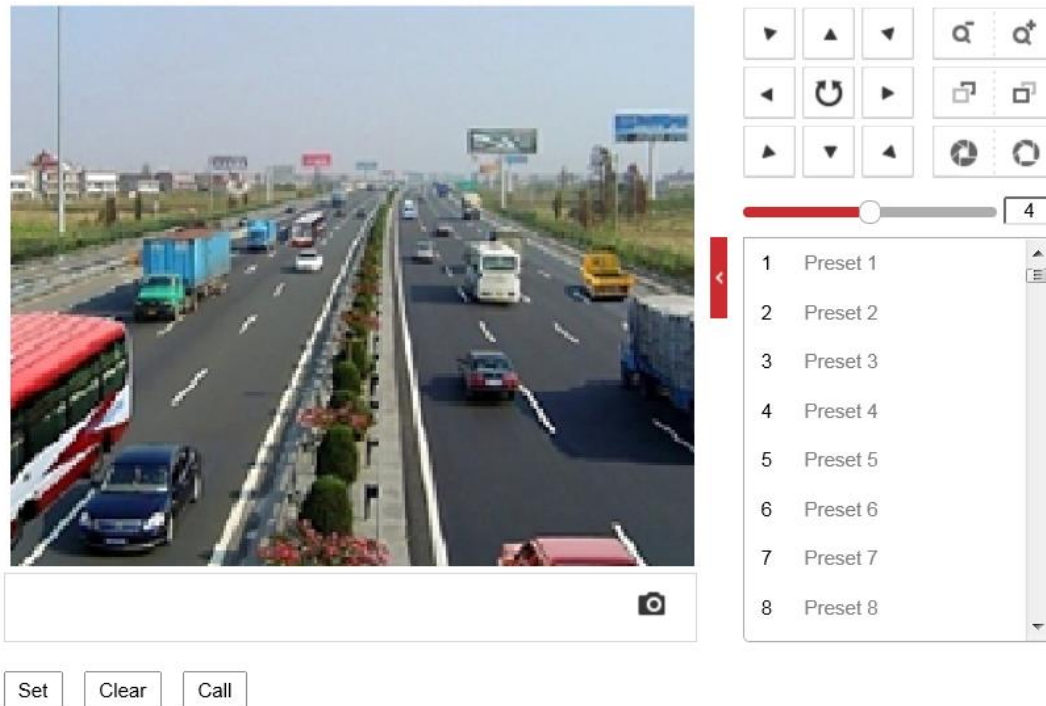 4
1 Preset 1
2 Preset 2
3 Preset 3
4 Preset 4
5 Preset 5
6 Preset 6
7 Preset 7
8 Preset 8
Set Clear Call